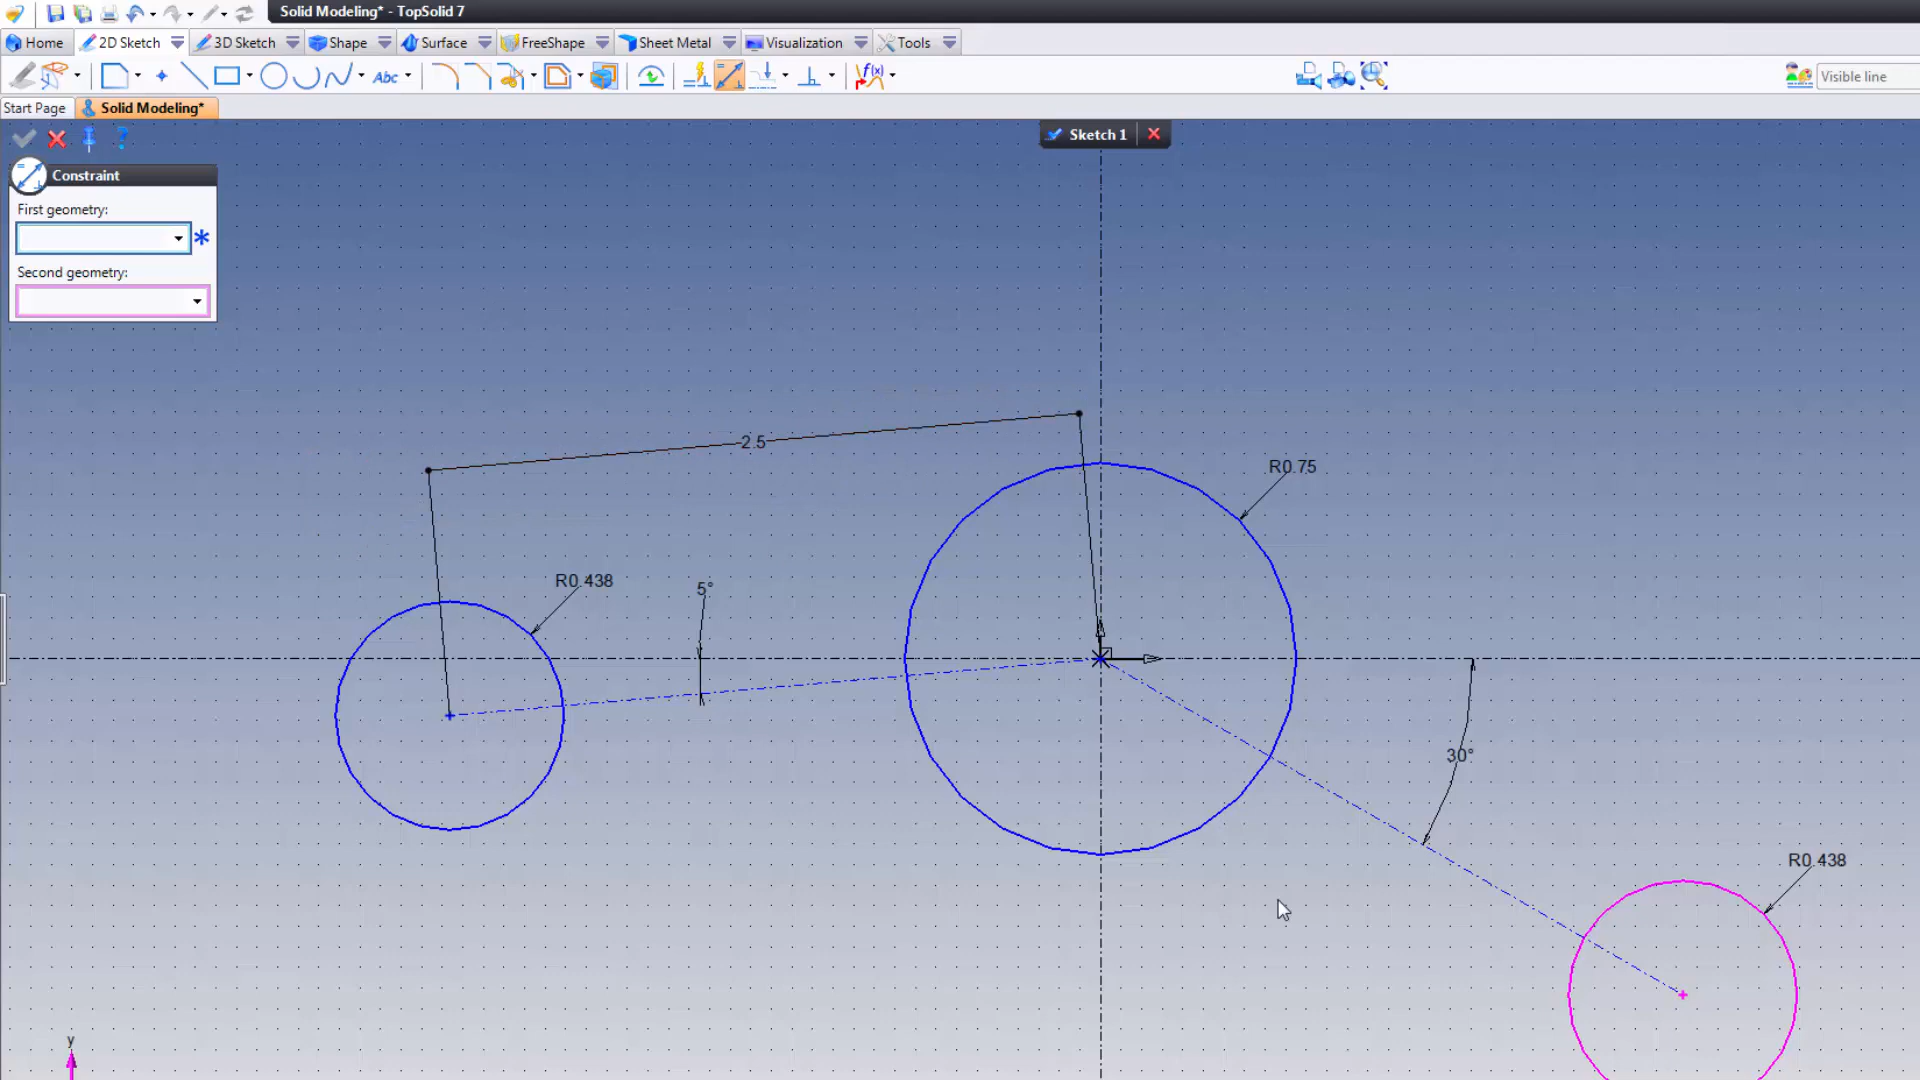 Solid Modeling* - TopSolid 7
Home 2D Sketch 3D Sketch Shape Surface FreeShape Sheet Metal Visualization Tools
Abc f(x) Visible line
Start Page Solid Modeling*
Sketch 1
Constraint
First geometry:
Second geometry:
2.5
R0.75
R0.438
5°
30°
R0.438
y